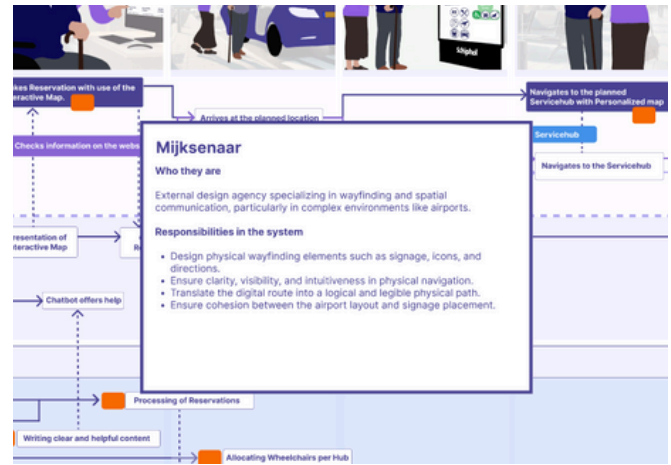 Schiphol
kes Reservation with use of the
eractive Map.
Arrives at the planned location
Navigates to the planned
Servicehub with Personalized map
Checks information on the webs
Servicehub
Navigates to the Servicehub
Mijksenaar
Who they are
External design agency specializing in wayfinding and spatial
communication, particularly in complex environments like airports.
Responsibilities in the system
• Design physical wayfinding elements such as signage, icons, and
directions.
• Ensure clarity, visibility, and intuitiveness in physical navigation.
• Translate the digital route into a logical and legible physical path.
• Ensure cohesion between the airport layout and signage placement.
resentation of
teractive Map
Re
Chatbot offers help
Processing of Reservations
Writing clear and helpful content
Allocating Wheelchairs per Hub